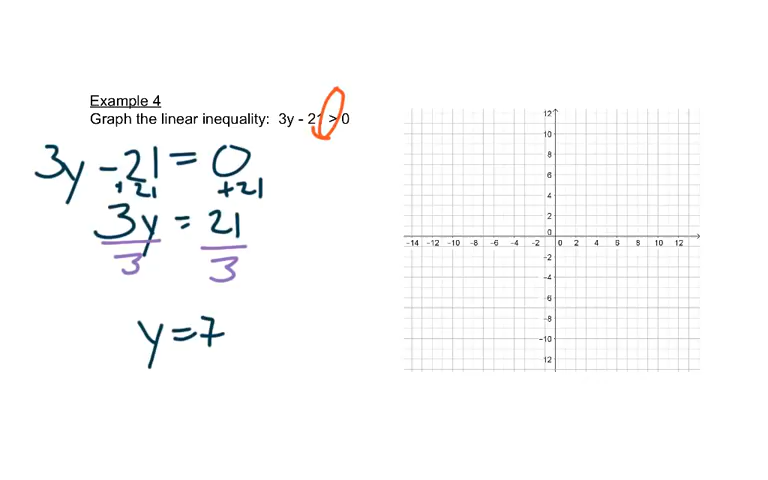 Example 4
Graph the linear inequality: 3y - 21 > 0
3y - 21 = 0
+21 +21
3y = 21
3 3
y = 7
12
10
8
6
4
2
0
-14 -12 -10 -8 -6 -4 -2 0 2 4 6 8 10 12
-2
-4
-6
-8
-10
12